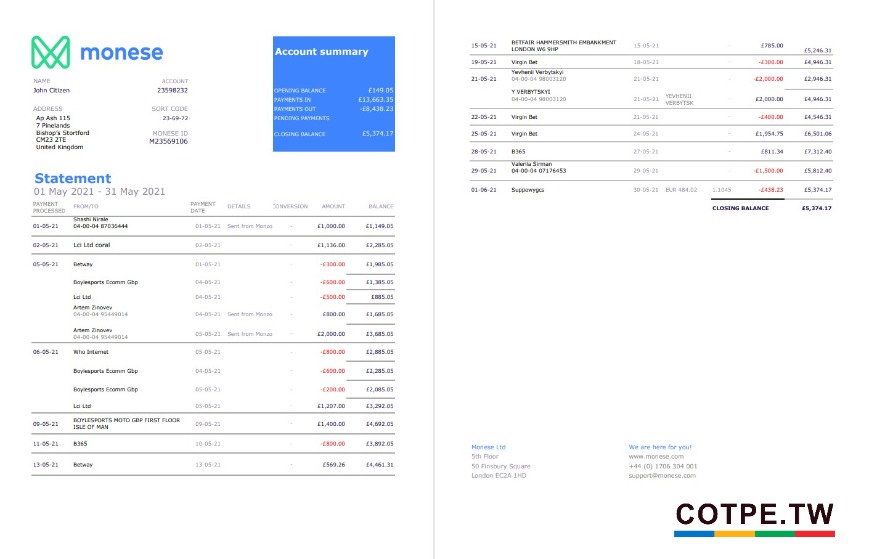 monese
Account summary
NAME ACCOUNT
John Citizen 23598232
OPENING BALANCE £149.05
PAYMENTS IN £13,663.35
PAYMENTS OUT -£8,438.23
PENDING PAYMENTS
CLOSING BALANCE £5,374.17
ADDRESS SORT CODE
Ap Ash 115 23-69-72
7 Pinelands
Bishop's Stortford MONESE ID
CM23 2TE M23569106
United Kingdom
Statement
01 May 2021 - 31 May 2021
PAYMENT PROCESSED FROM/TO PAYMENT DATE DETAILS CONVERSION AMOUNT BALANCE
Shashi Nirale
01-05-21 04-00-04 87036444 01-05-21 Sent from Monzo - £1,000.00 £1,149.05
02-05-21 Lci Ltd coral 02-05-21 - £1,136.00 £2,285.05
05-05-21 Betway 01-05-21 - -£300.00 £1,985.05
Boylesports Ecomm Gbp 04-05-21 - -£600.00 £1,385.05
Lci Ltd 04-05-21 - -£500.00 £885.05
Artem Zinovev
04-00-04 95449014 04-05-21 Sent from Monzo - £800.00 £1,685.05
Artem Zinovev
04-00-04 95449014 05-05-21 Sent from Monzo - £2,000.00 £3,685.05
06-05-21 Who Internet 05-05-21 - -£800.00 £2,885.05
Boylesports Ecomm Gbp 04-05-21 - -£600.00 £2,285.05
Boylesports Ecomm Gbp 05-05-21 - -£200.00 £2,085.05
Lci Ltd 05-05-21 - £1,207.00 £3,292.05
09-05-21 BOYLESPORTS MOTO GBP FIRST FLOOR 09-05-21 - £1,400.00 £4,692.05
ISLE OF MAN
11-05-21 B365 10-05-21 - -£800.00 £3,892.05
13-05-21 Betway 13-05-21 - £569.26 £4,461.31
15-05-21 BETFAIR HAMMERSMITH EMBANKMENT 15-05-21 - £785.00 £5,246.31
LONDON W6 9HP
19-05-21 Virgin Bet 18-05-21 - -£300.00 £4,946.31
Yevhenii Verbytskyi
21-05-21 04-00-04 98003120 21-05-21 - -£2,000.00 £2,946.31
Y VERBYTSKYI
04-00-04 98003120 21-05-21 YEVHENII VERBYTSK £2,000.00 £4,946.31
22-05-21 Virgin Bet 21-05-21 - -£400.00 £4,546.31
25-05-21 Virgin Bet 24-05-21 - £1,954.75 £6,501.06
28-05-21 B365 27-05-21 - £811.34 £7,312.40
Valeriia Sirman
29-05-21 04-00-04 07176453 29-05-21 - -£1,500.00 £5,812.40
01-06-21 Suppowygcs 30-05-21 EUR 484.02 1.1045 -£438.23 £5,374.17
CLOSING BALANCE £5,374.17
Monese Ltd
5th Floor
50 Finsbury Square
London EC2A 1HD
We are here for you!
www.monese.com
+44 (0) 1706 304 001
support@monese.com
COTPE.TW